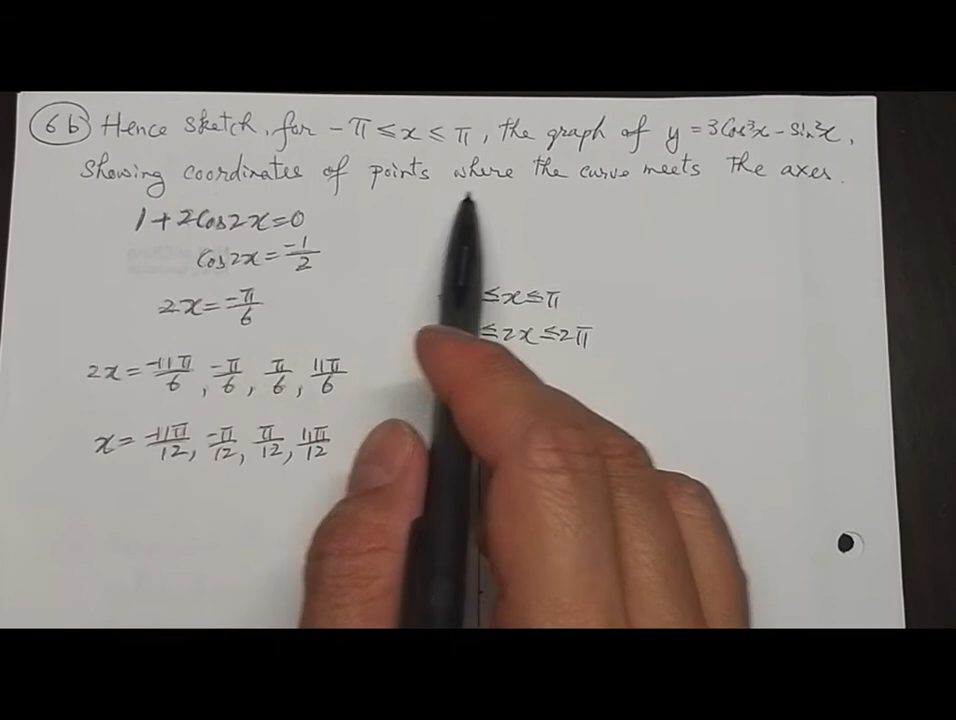 6b Hence sketch, for -π ≤ x ≤ π, the graph of y = 3Cos²x - Sin²x,
showing coordinates of points where the curve meets the axes.
1 + 2Cos2x = 0
Cos2x = -1/2
2x = -π/6
≤ x ≤ π
≤ 2x ≤ 2π
2x = -11π/6, -π/6, π/6, 11π/6
x = -11π/12, -π/12, π/12, 11π/12